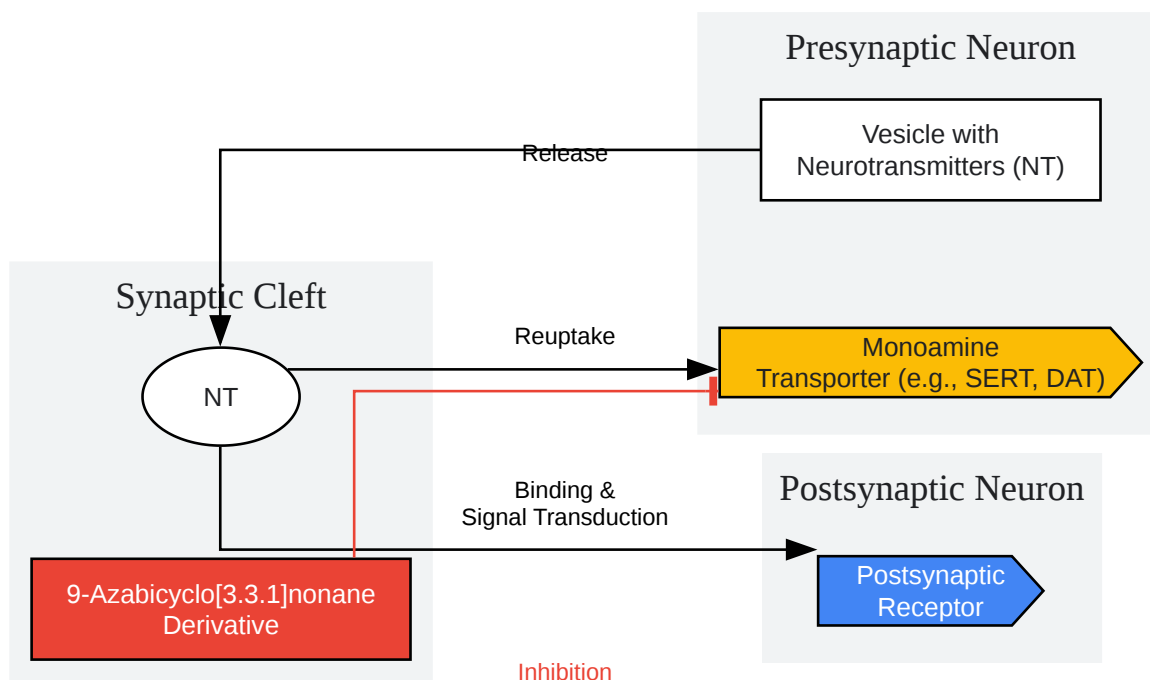 Presynaptic Neuron
Vesicle with
Neurotransmitters (NT)
Release
Synaptic Cleft
NT
Reuptake
Monoamine
Transporter (e.g., SERT, DAT)
Binding &
Signal Transduction
Postsynaptic Neuron
Postsynaptic
Receptor
9-Azabicyclo[3.3.1]nonane
Derivative
Inhibition